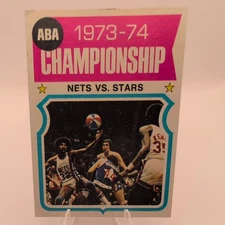 ABA
1973-74
CHAMPIONSHIP
NETS VS. STARS